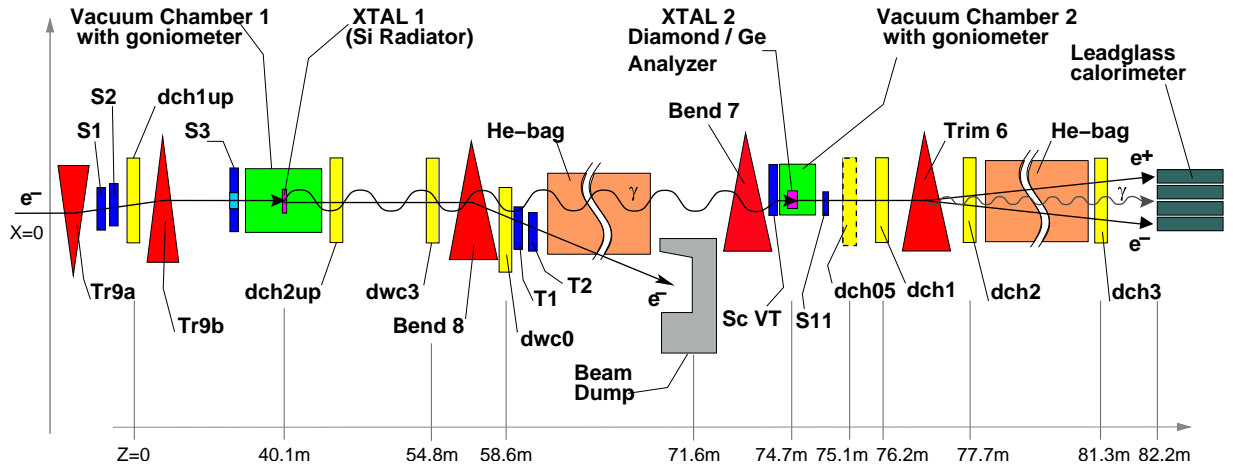 Vacuum Chamber 1
with goniometer
XTAL 1
(Si Radiator)
XTAL 2
Diamond / Ge
Analyzer
Vacuum Chamber 2
with goniometer
Leadglass
calorimeter
S1
S2
dch1up
S3
He-bag
Bend 7
Trim 6
He-bag
e−
X=0
γ
e+
γ
e−
Tr9a
Tr9b
dch2up
dwc3
Bend 8
dwc0
T1
T2
e−
Beam
Dump
Sc VT
S11
dch05
dch1
dch2
dch3
Z=0
40.1m
54.8m
58.6m
71.6m
74.7m
75.1m
76.2m
77.7m
81.3m
82.2m